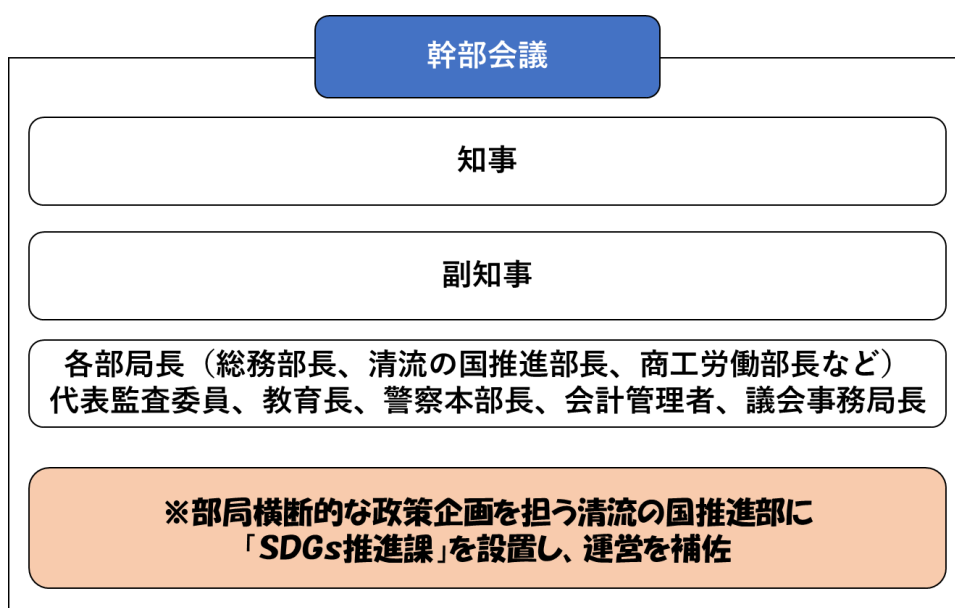 幹部会議
知事
副知事
各部局長（総務部長、清流の国推進部長、商工労働部長など）
代表監査委員、教育長、警察本部長、会計管理者、議会事務局長
※部局横断的な政策企画を担う清流の国推進部に
「SDGs推進課」を設置し、運営を補佐